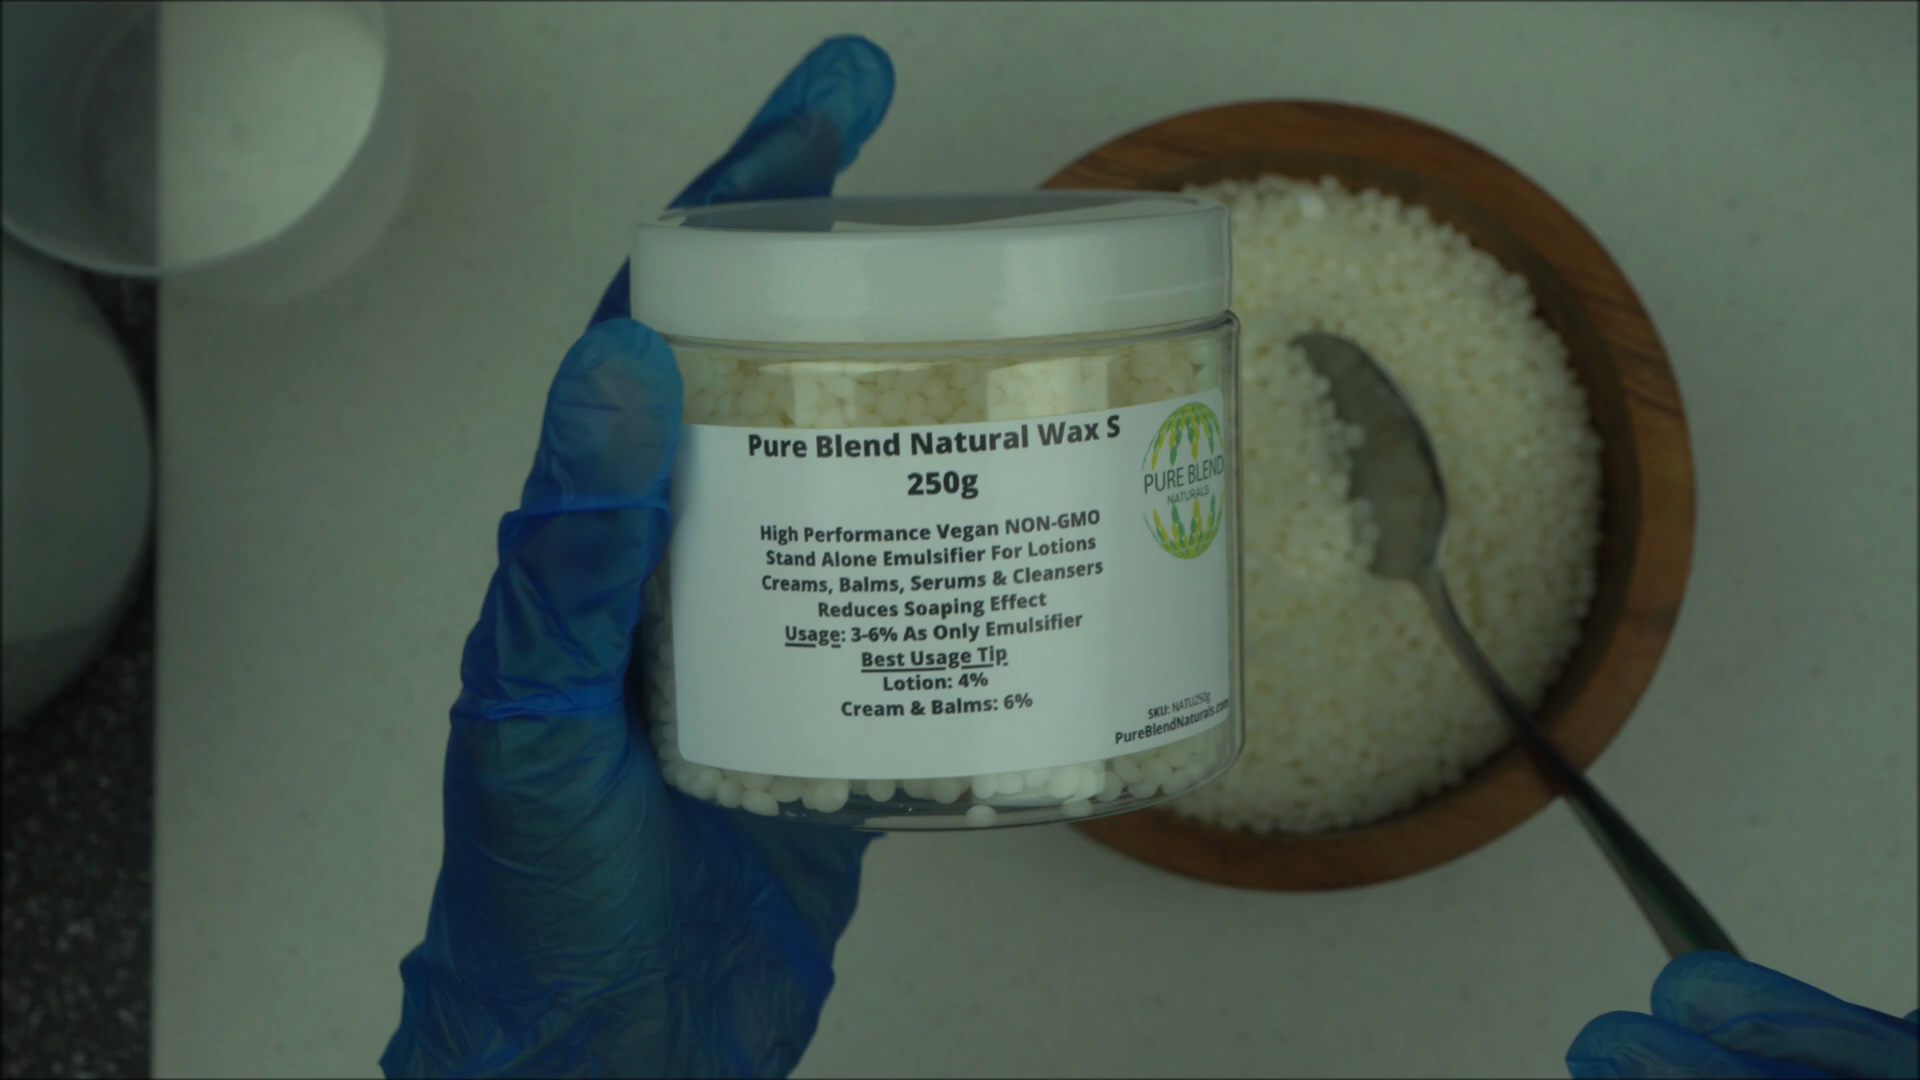 Pure Blend Natural Wax S
250g
PURE BLEND
NATURALS
High Performance Vegan NON-GMO
Stand Alone Emulsifier For Lotions
Creams, Balms, Serums & Cleansers
Reduces Soaping Effect
Usage: 3-6% As Only Emulsifier
Best Usage Tip
Lotion: 4%
Cream & Balms: 6%
SKU: NATU250g
PureBlendNaturals.com